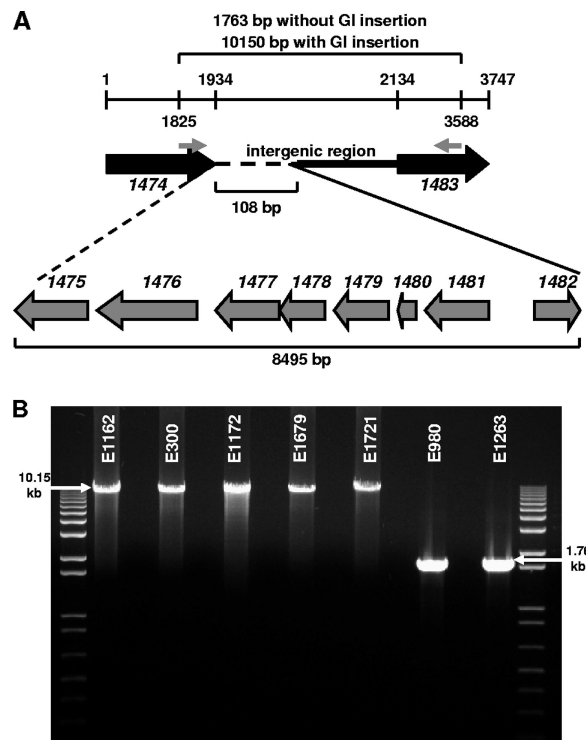 A
1763 bp without GI insertion
10150 bp with GI insertion
1 1934 2134 3747
1825 3588
intergenic region
1474 1483
108 bp
1475 1476 1477 1478 1479 1480 1481 1482
8495 bp
B
E1162 E300 E1172 E1679 E1721 E980 E1263
10.15
kb
1.76
kb